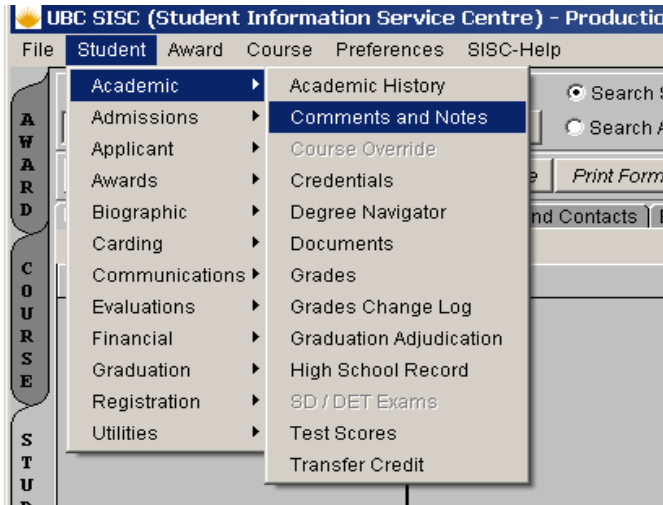 UBC SISC (Student Information Service Centre) - Productio
File Student Award Course Preferences SISC-Help
Academic
Admissions
Applicant
Awards
Biographic
Carding
Communications
Evaluations
Financial
Graduation
Registration
Utilities
Academic History
Comments and Notes
Course Override
Credentials
Degree Navigator
Documents
Grades
Grades Change Log
Graduation Adjudication
High School Record
SD / DET Exams
Test Scores
Transfer Credit
Search
Search A
Print Form
nd Contacts
AWARD
COURSE
STU